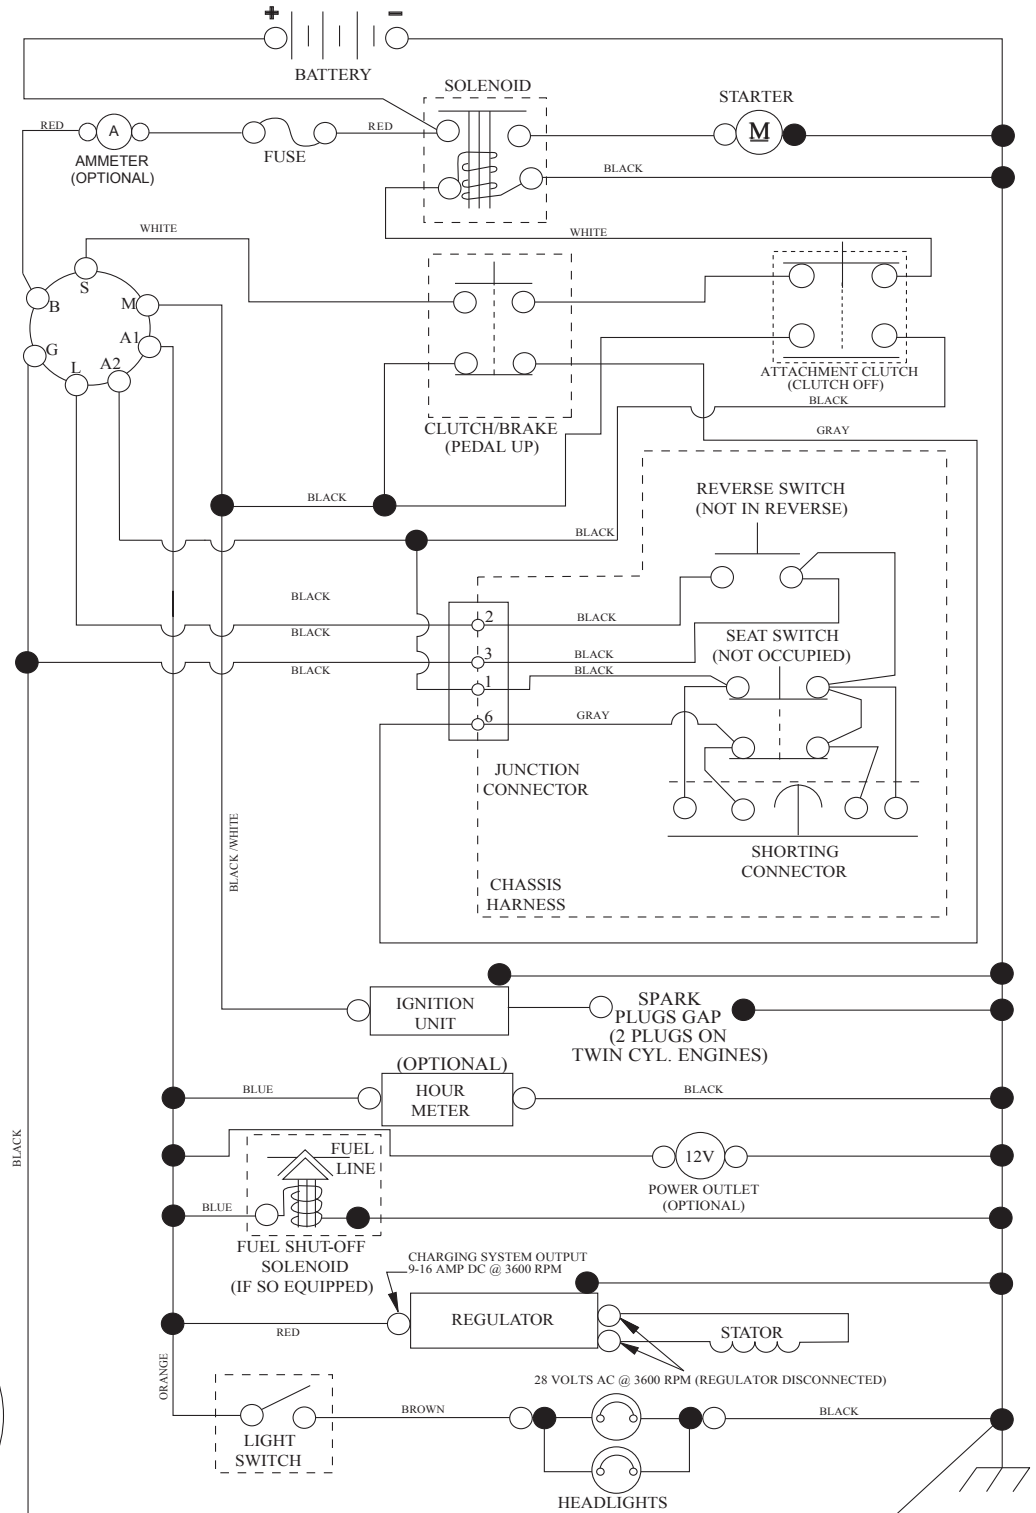 + −
BATTERY
SOLENOID
STARTER
RED
A
RED
M
FUSE
AMMETER
(OPTIONAL)
BLACK
WHITE
WHITE
S
B
M
A1
G
A2
L
ATTACHMENT CLUTCH
(CLUTCH OFF)
BLACK
CLUTCH/BRAKE
(PEDAL UP)
GRAY
REVERSE SWITCH
(NOT IN REVERSE)
BLACK
BLACK
BLACK
2
BLACK
BLACK
SEAT SWITCH
(NOT OCCUPIED)
3
BLACK
BLACK
BLACK
1
6
GRAY
JUNCTION
CONNECTOR
BLACK /WHITE
SHORTING
CONNECTOR
CHASSIS
HARNESS
IGNITION
UNIT
SPARK
PLUGS GAP
(2 PLUGS ON
TWIN CYL. ENGINES)
(OPTIONAL)
BLUE
HOUR
METER
BLACK
BLACK
FUEL
LINE
12V
POWER OUTLET
(OPTIONAL)
BLUE
FUEL SHUT-OFF
SOLENOID
(IF SO EQUIPPED)
CHARGING SYSTEM OUTPUT
9-16 AMP DC @ 3600 RPM
REGULATOR
RED
STATOR
ORANGE
28 VOLTS AC @ 3600 RPM (REGULATOR DISCONNECTED)
BROWN
BLACK
LIGHT
SWITCH
HEADLIGHTS